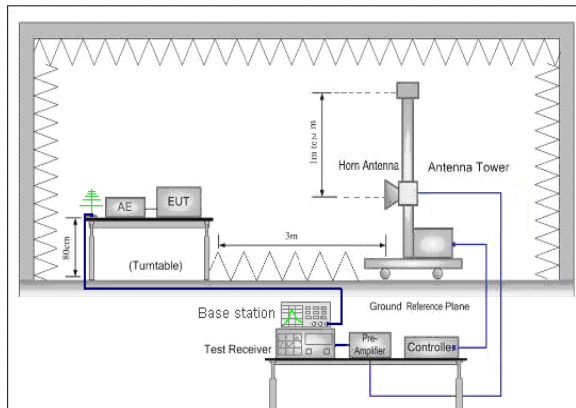 1m to 2 m
Horn Antenna
Antenna Tower
AE
EUT
80cm
(Turntable)
3m
Ground Reference Plane
Base station
Test Receiver
Pre-
Amplifier
Controller